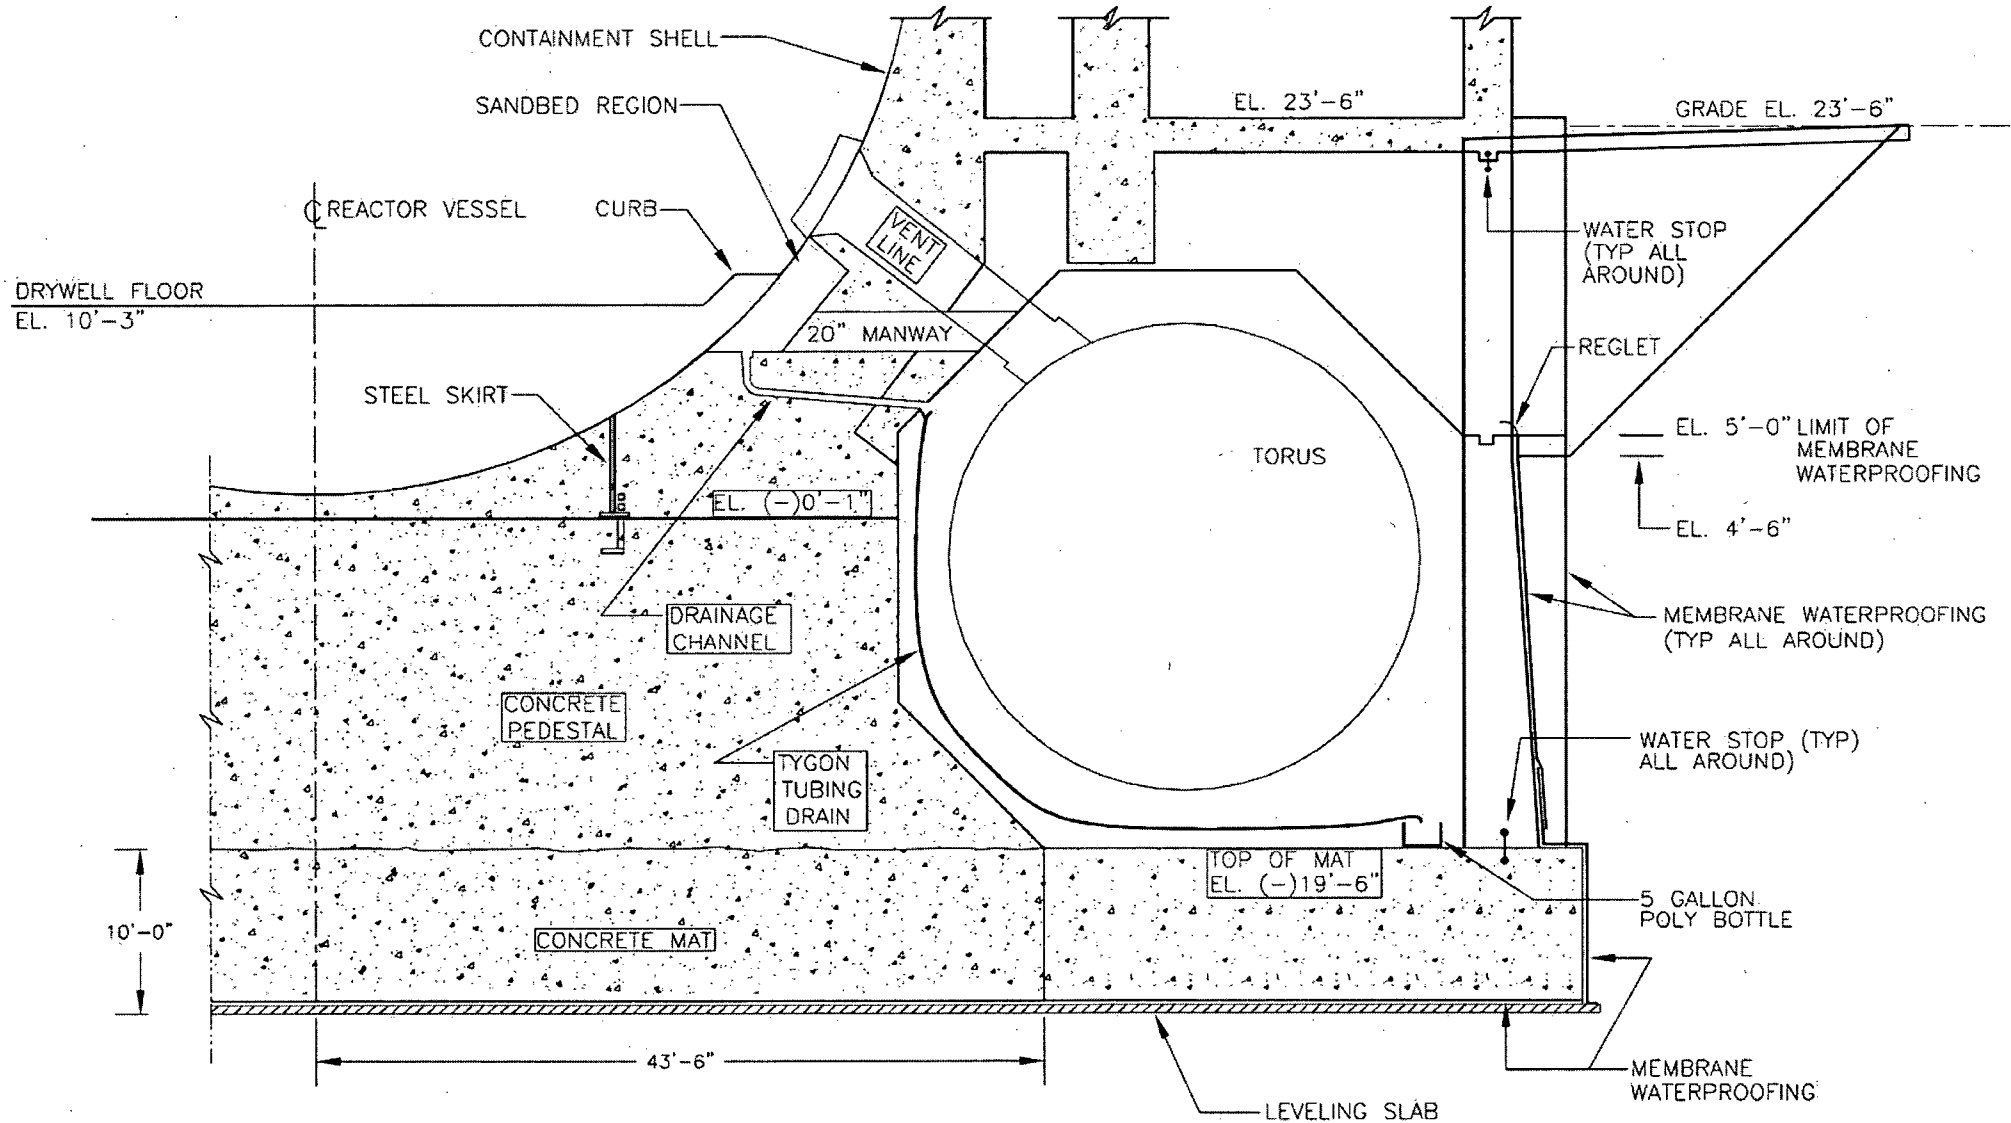 CONTAINMENT SHELL
SANDBED REGION
EL. 23'-6"
GRADE EL. 23'-6"
℄ REACTOR VESSEL
CURB
VENT
LINE
WATER STOP
(TYP ALL
AROUND)
DRYWELL FLOOR
EL. 10'-3"
20" MANWAY
REGLET
STEEL SKIRT
TORUS
EL. 5'-0" LIMIT OF
MEMBRANE
WATERPROOFING
EL. (-)0'-1"
EL. 4'-6"
DRAINAGE
CHANNEL
MEMBRANE WATERPROOFING
(TYP ALL AROUND)
CONCRETE
PEDESTAL
TYGON
TUBING
DRAIN
WATER STOP (TYP)
ALL AROUND)
TOP OF MAT
EL. (-)19'-6"
5 GALLON
POLY BOTTLE
10'-0"
CONCRETE MAT
43'-6"
MEMBRANE
WATERPROOFING
LEVELING SLAB